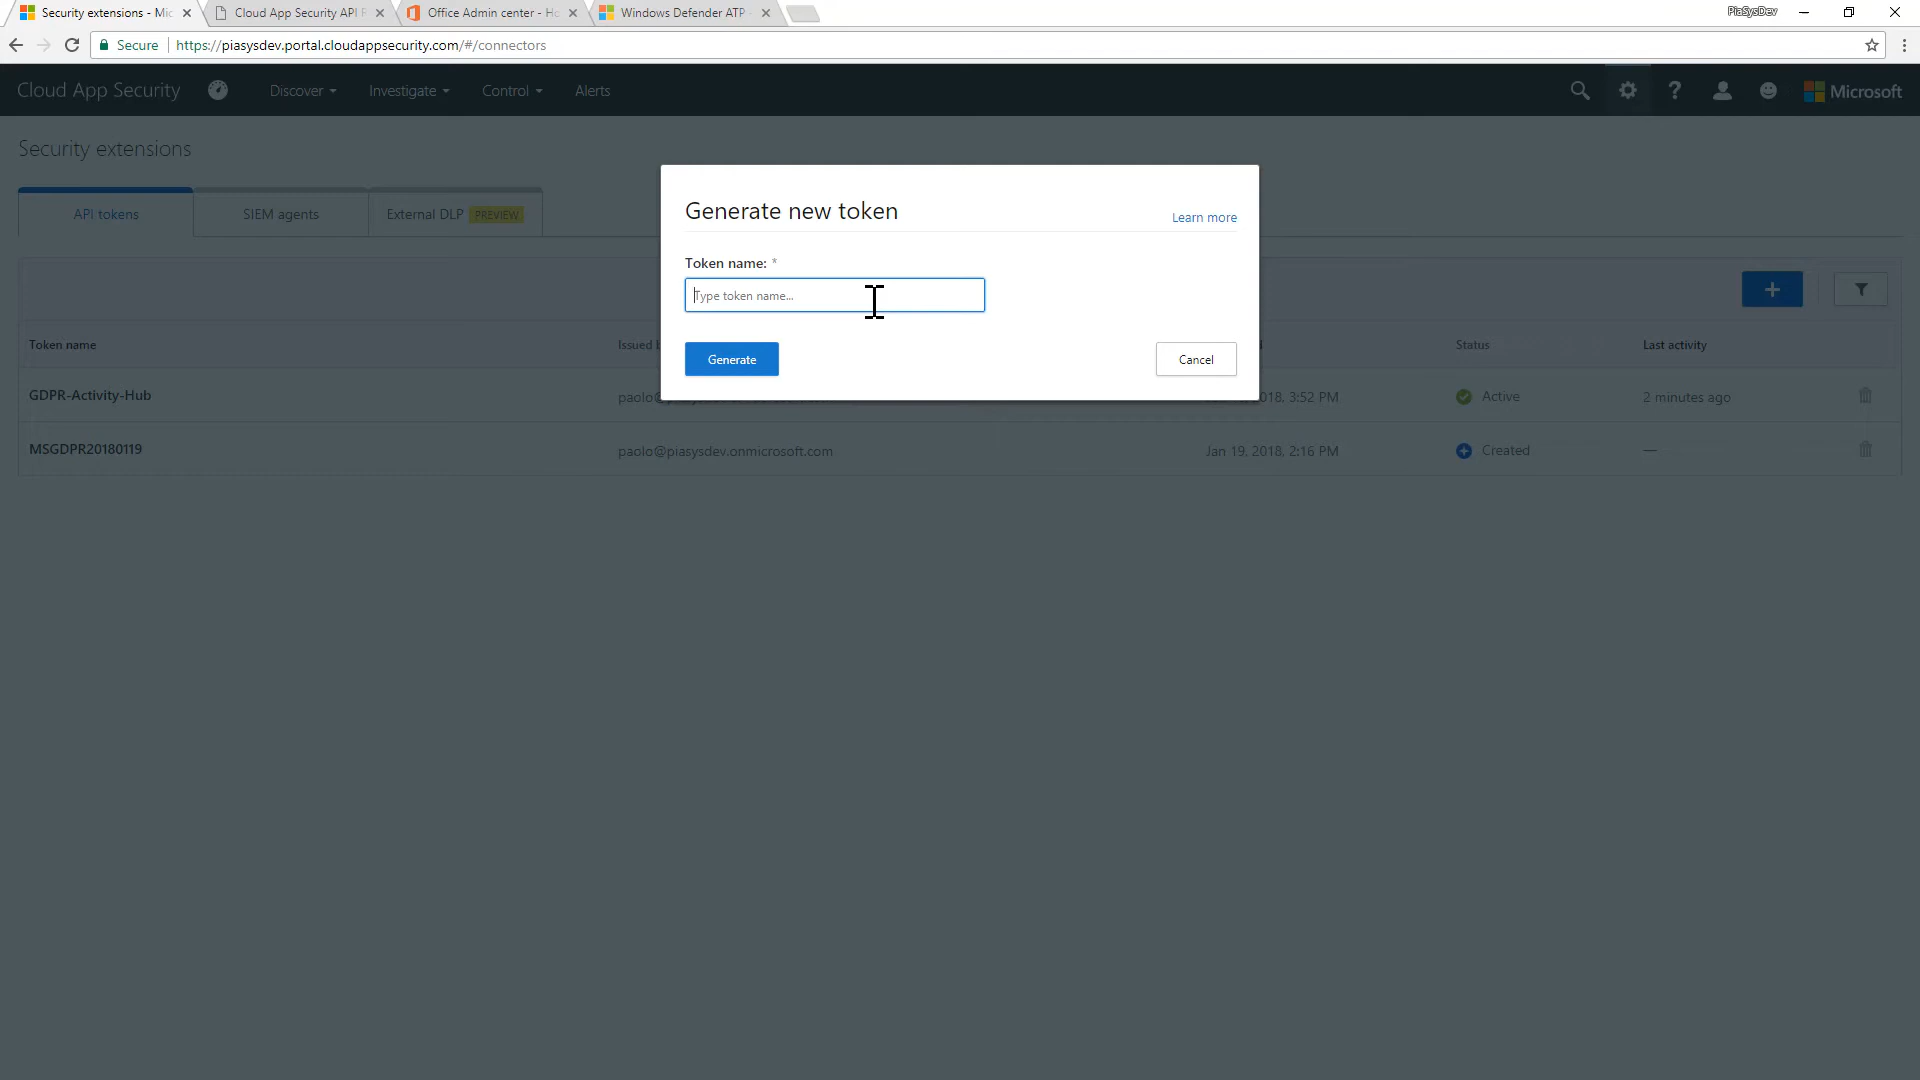 Security extensions - Mic
Cloud App Security API R
Office Admin center - Ho
Windows Defender ATP -
PiaSysDev
Secure
https://piasysdev.portal.cloudappsecurity.com/#/connectors
Cloud App Security
Discover
Investigate
Control
Alerts
?
Microsoft
Security extensions
API tokens
SIEM agents
External DLP PREVIEW
Generate new token
Learn more
Token name: *
Type token name...
Generate
Cancel
Token name
Issued
Status
Last activity
GDPR-Activity-Hub
2018, 3:52 PM
Active
2 minutes ago
MSGDPR20180119
paolo@piasysdev.onmicrosoft.com
Jan 19, 2018, 2:16 PM
Created
—